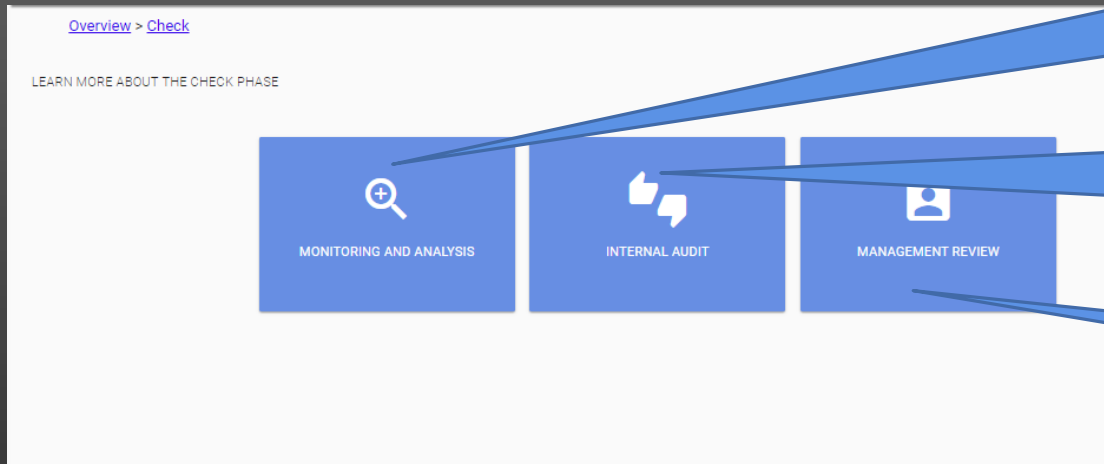 Overview > Check
LEARN MORE ABOUT THE CHECK PHASE
MONITORING AND ANALYSIS
INTERNAL AUDIT
MANAGEMENT REVIEW